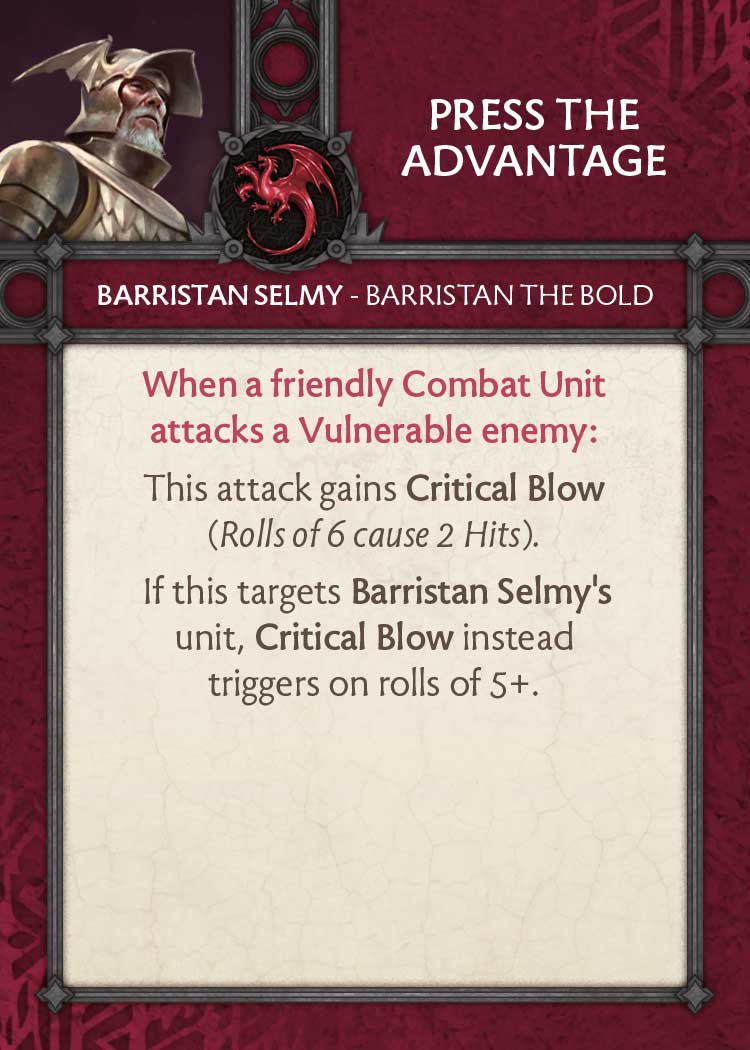 PRESS THE
ADVANTAGE
BARRISTAN SELMY - BARRISTAN THE BOLD
When a friendly Combat Unit
attacks a Vulnerable enemy:
This attack gains Critical Blow
(Rolls of 6 cause 2 Hits).
If this targets Barristan Selmy's
unit, Critical Blow instead
triggers on rolls of 5+.